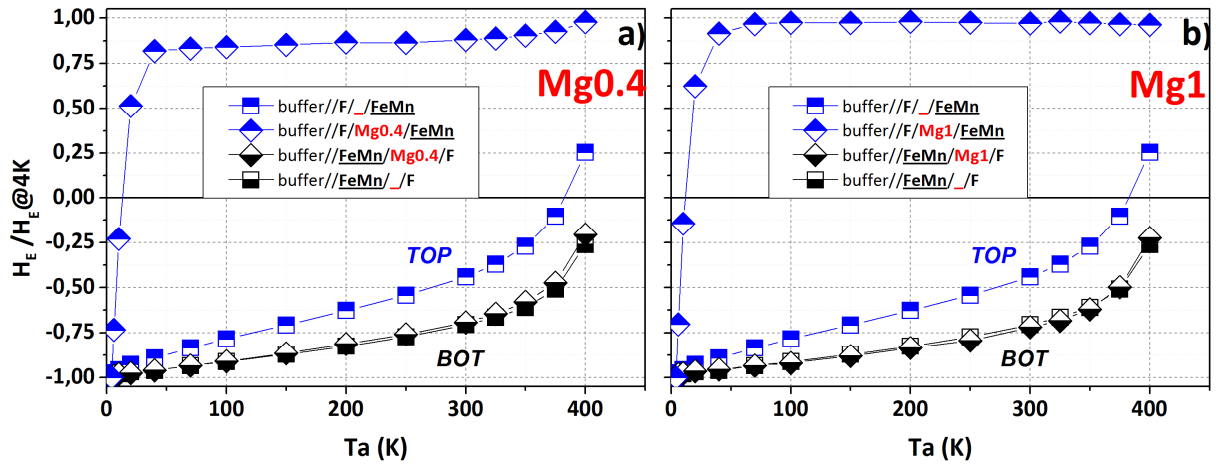 H_E /H_E@4K
1,00
0,75
0,50
0,25
0,00
-0,25
-0,50
-0,75
-1,00
a)
Mg0.4
buffer//F/_/FeMn
buffer//F/Mg0.4/FeMn
buffer//FeMn/Mg0.4/F
buffer//FeMn/_/F
TOP
BOT
0
100
200
300
400
Ta (K)
b)
Mg1
buffer//F/_/FeMn
buffer//F/Mg1/FeMn
buffer//FeMn/Mg1/F
buffer//FeMn/_/F
TOP
BOT
0
100
200
300
400
Ta (K)